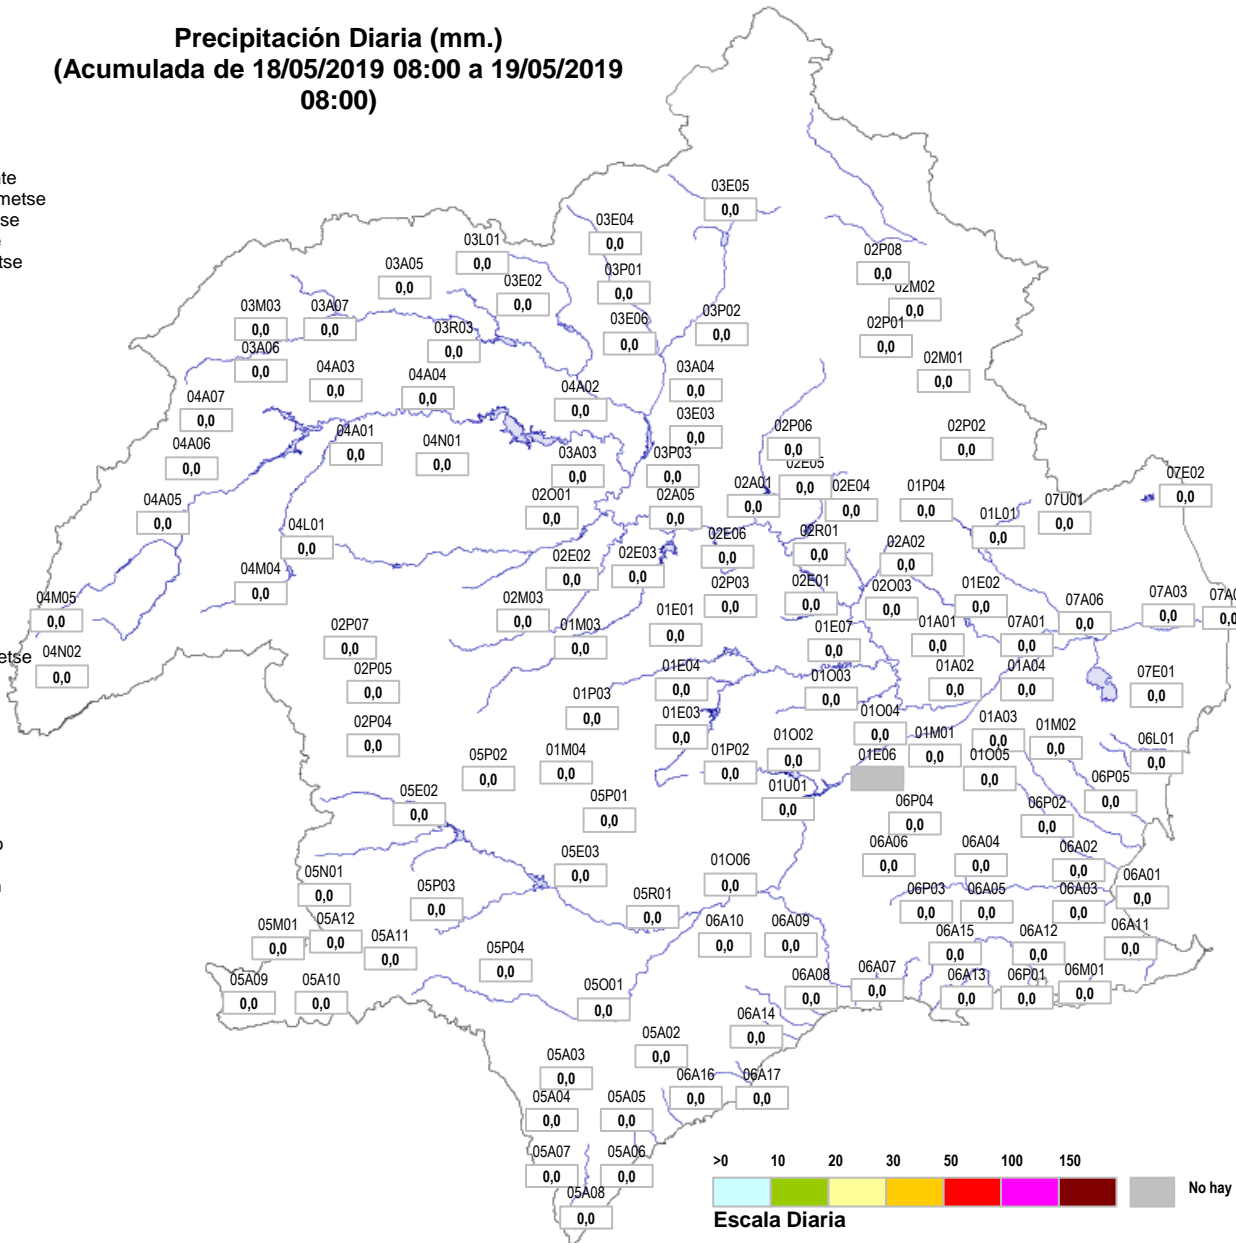 Precipitación Diaria (mm.)
(Acumulada de 18/05/2019 08:00 a 19/05/2019
08:00)
03E05
0,0
03E04
0,0
03L01
0,0
02P08
0,0
03A05
0,0
03P01
0,0
03E02
0,0
02M02
0,0
03M03
0,0
03A07
0,0
03E06
0,0
03P02
0,0
03R03
0,0
02P01
0,0
03A06
0,0
04A03
0,0
04A04
0,0
03A04
0,0
02M01
0,0
04A02
0,0
04A07
0,0
03E03
0,0
04A01
0,0
02P06
0,0
02P02
0,0
04A06
0,0
04N01
0,0
03A03
0,0
03P03
0,0
02E05
0,0
07E02
0,0
02A01
0,0
02E04
0,0
01P04
0,0
04A05
0,0
02O01
0,0
02A05
0,0
07U01
0,0
01L01
0,0
04L01
0,0
02E06
0,0
02R01
0,0
02A02
0,0
02E02
0,0
02E03
0,0
04M04
0,0
02P03
0,0
02E01
0,0
02O03
0,0
01E02
0,0
07A03
0,0
07A0
0,0
04M05
0,0
02M03
0,0
01E01
0,0
07A06
0,0
02P07
0,0
01M03
0,0
01E07
0,0
01A01
0,0
07A01
0,0
etse
04N02
0,0
02P05
0,0
01E04
0,0
01O03
0,0
01A02
0,0
01A04
0,0
07E01
0,0
01P03
0,0
02P04
0,0
01E03
0,0
01O04
0,0
01A03
0,0
01M02
0,0
01M01
0,0
06L01
0,0
05P02
0,0
01M04
0,0
01P02
0,0
01O02
0,0
01E06
01O05
0,0
06P05
0,0
05E02
0,0
05P01
0,0
01U01
0,0
06P04
0,0
06P02
0,0
05E03
0,0
01O06
0,0
06A06
0,0
06A04
0,0
06A02
0,0
05N01
0,0
05P03
0,0
05R01
0,0
06P03
0,0
06A05
0,0
06A03
0,0
06A01
0,0
05M01
0,0
05A12
0,0
05A11
0,0
06A10
0,0
06A09
0,0
06A15
0,0
06A12
0,0
06A11
0,0
05P04
0,0
05A09
0,0
05A10
0,0
05O01
0,0
06A08
0,0
06A07
0,0
06A13
0,0
06P01
0,0
06M01
0,0
06A14
0,0
05A02
0,0
05A03
0,0
06A16
0,0
06A17
0,0
05A04
0,0
05A05
0,0
05A07
0,0
05A06
0,0
05A08
0,0
>0 10 20 30 50 100 150
No hay
Escala Diaria